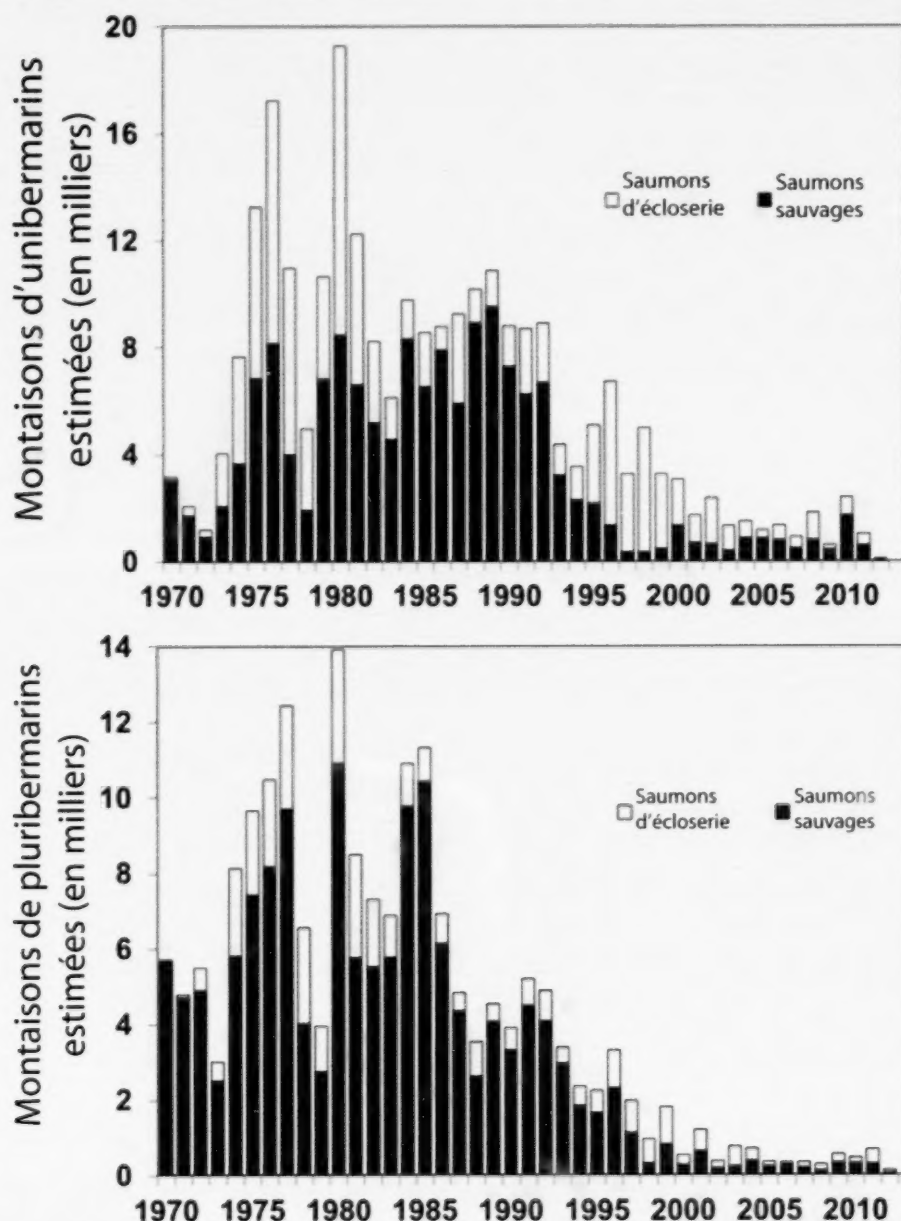 Montaisons d'unibermarins
estimées (en milliers)
20
16
12
8
4
0
Saumons
d'écloserie
Saumons
sauvages
1970 1975 1980 1985 1990 1995 2000 2005 2010
Montaisons de pluribermarins
estimées (en milliers)
14
12
10
8
6
4
2
0
Saumons
d'écloserie
Saumons
sauvages
1970 1975 1980 1985 1990 1995 2000 2005 2010